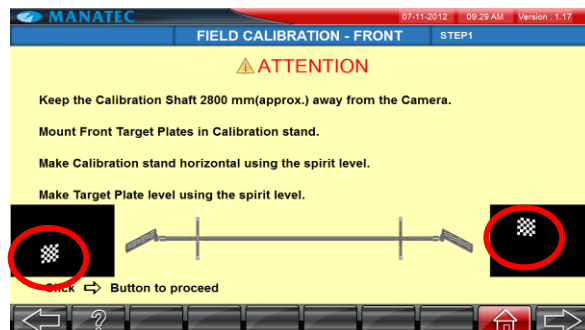 MANATEC
07-11-2012 09:29 AM Version : 1.17
FIELD CALIBRATION - FRONT STEP1
ATTENTION
Keep the Calibration Shaft 2800 mm(approx.) away from the Camera.
Mount Front Target Plates in Calibration stand.
Make Calibration stand horizontal using the spirit level.
Make Target Plate level using the spirit level.
Click ⇨ Button to proceed
?